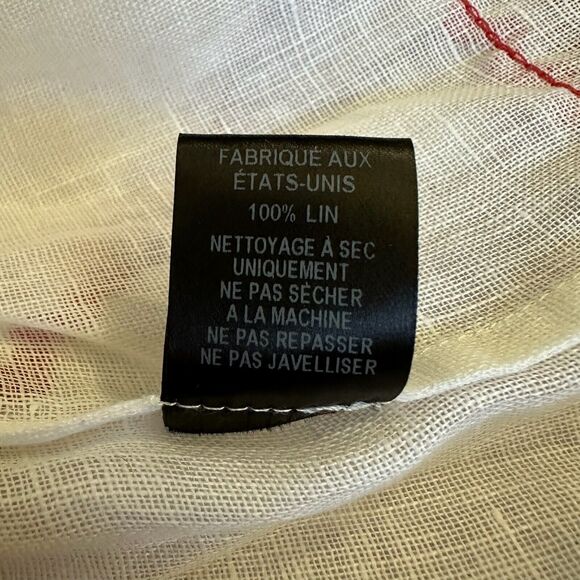 FABRIQUÉ AUX
ÉTATS-UNIS
100% LIN
NETTOYAGE À SEC
UNIQUEMENT
NE PAS SÉCHER
A LA MACHINE
NE PAS REPASSER
NE PAS JAVELLISER